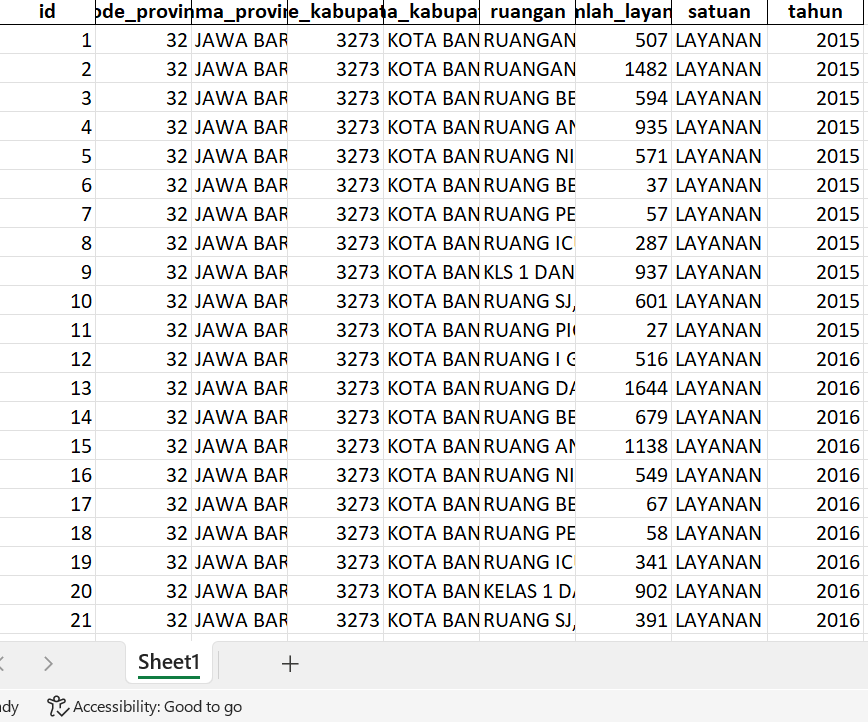 id ode_provin ma_provin e_kabupat a_kabupat ruangan nlah_layan satuan tahun
1 32 JAWA BAR 3273 KOTA BAN RUANGAN 507 LAYANAN 2015
2 32 JAWA BAR 3273 KOTA BAN RUANGAN 1482 LAYANAN 2015
3 32 JAWA BAR 3273 KOTA BAN RUANG BE 594 LAYANAN 2015
4 32 JAWA BAR 3273 KOTA BAN RUANG AN 935 LAYANAN 2015
5 32 JAWA BAR 3273 KOTA BAN RUANG NI 571 LAYANAN 2015
6 32 JAWA BAR 3273 KOTA BAN RUANG BE 37 LAYANAN 2015
7 32 JAWA BAR 3273 KOTA BAN RUANG PE 57 LAYANAN 2015
8 32 JAWA BAR 3273 KOTA BAN RUANG IC 287 LAYANAN 2015
9 32 JAWA BAR 3273 KOTA BAN KLS 1 DAN 937 LAYANAN 2015
10 32 JAWA BAR 3273 KOTA BAN RUANG SJ, 601 LAYANAN 2015
11 32 JAWA BAR 3273 KOTA BAN RUANG PI 27 LAYANAN 2015
12 32 JAWA BAR 3273 KOTA BAN RUANG I G 516 LAYANAN 2016
13 32 JAWA BAR 3273 KOTA BAN RUANG DA 1644 LAYANAN 2016
14 32 JAWA BAR 3273 KOTA BAN RUANG BE 679 LAYANAN 2016
15 32 JAWA BAR 3273 KOTA BAN RUANG AN 1138 LAYANAN 2016
16 32 JAWA BAR 3273 KOTA BAN RUANG NI 549 LAYANAN 2016
17 32 JAWA BAR 3273 KOTA BAN RUANG BE 67 LAYANAN 2016
18 32 JAWA BAR 3273 KOTA BAN RUANG PE 58 LAYANAN 2016
19 32 JAWA BAR 3273 KOTA BAN RUANG IC 341 LAYANAN 2016
20 32 JAWA BAR 3273 KOTA BAN KELAS 1 DA 902 LAYANAN 2016
21 32 JAWA BAR 3273 KOTA BAN RUANG SJ, 391 LAYANAN 2016
Sheet1
dy Accessibility: Good to go